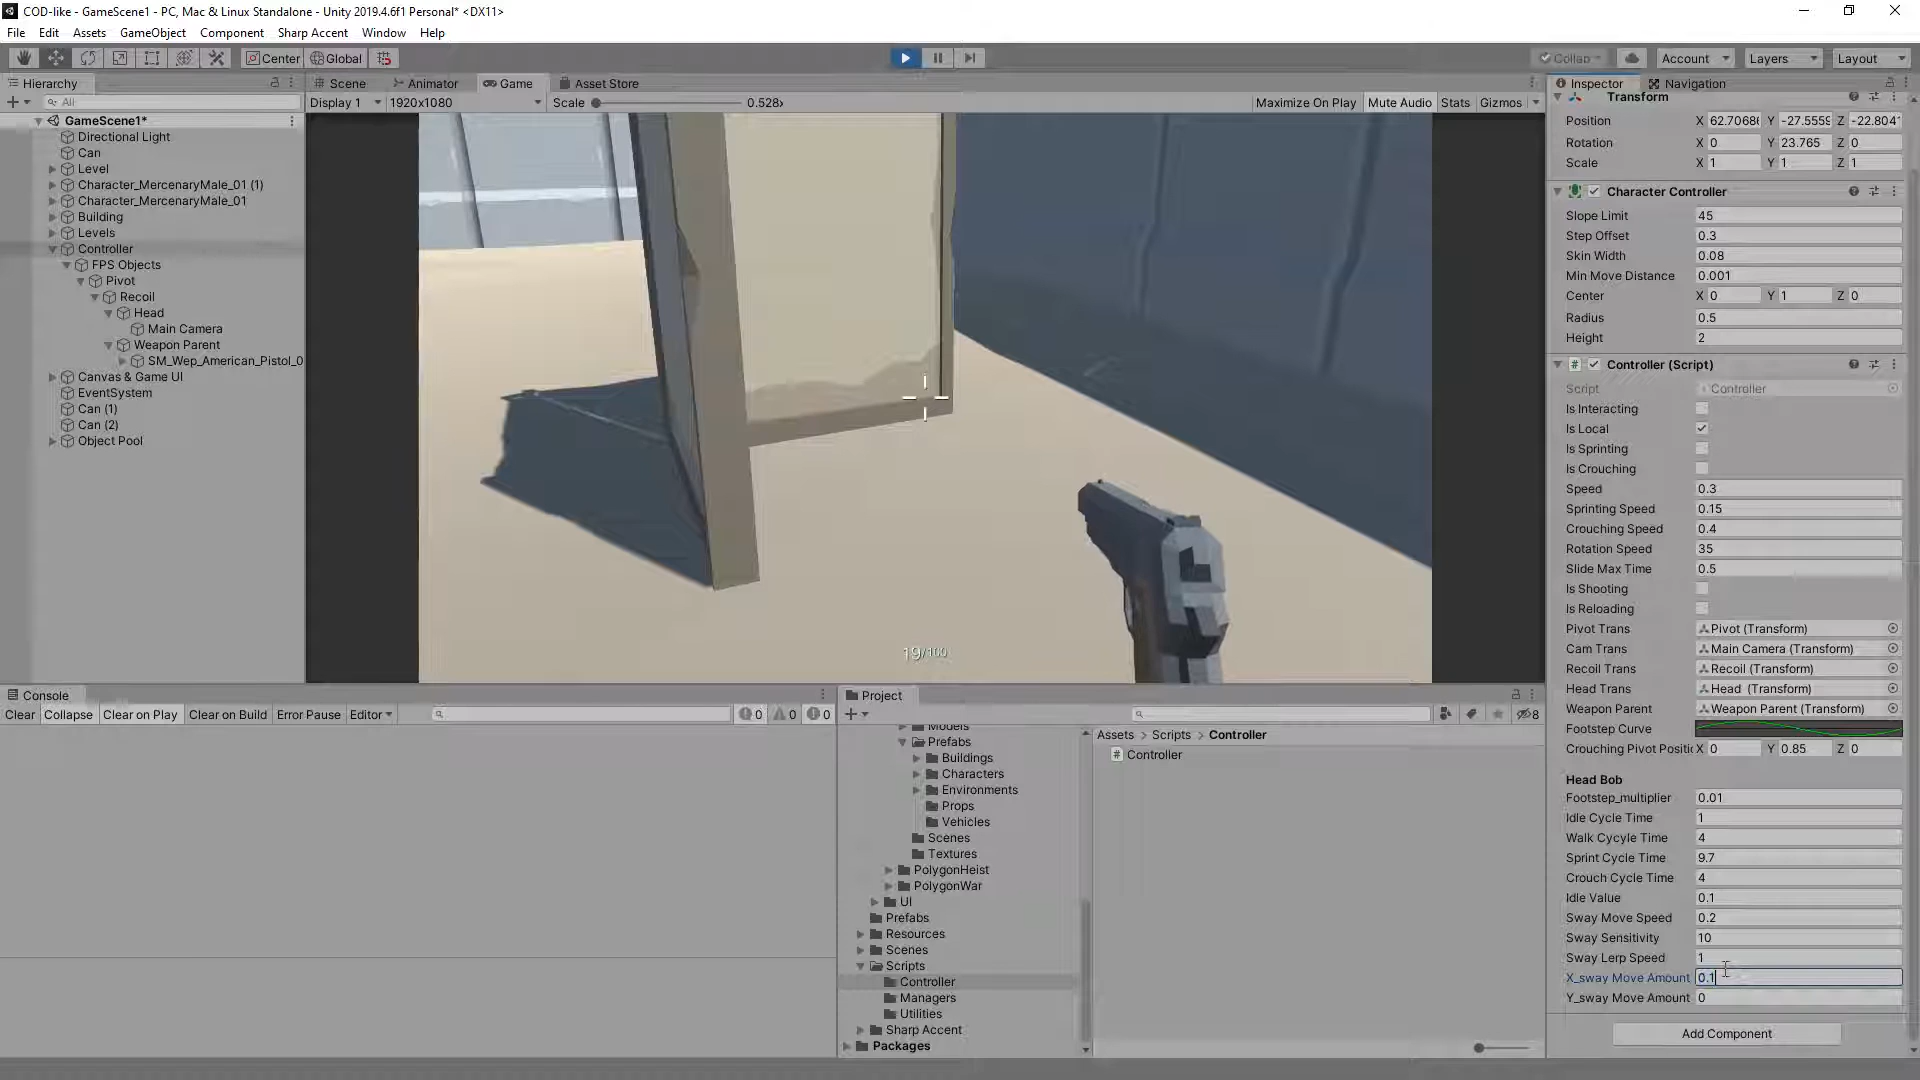 COD-like - GameScene1 - PC, Mac & Linux Standalone - Unity 2019.4.6f1 Personal* <DX11>
File Edit Assets GameObject Component Sharp Accent Window Help
Center Global Collab Account Layers Layout
Hierarchy Scene Animator Game Asset Store Inspector Navigation
All Display 1 1920x1080 Scale 0.528x Maximize On Play Mute Audio Stats Gizmos
GameScene1*
Directional Light
Can
Level
Character_MercenaryMale_01 (1)
Character_MercenaryMale_01
Building
Levels
Controller
FPS Objects
Pivot
Recoil
Head
Main Camera
Weapon Parent
SM_Wep_American_Pistol_0
Canvas & Game UI
EventSystem
Can (1)
Can (2)
Object Pool
19/100
Transform
Position X 62.7068 Y -27.5559 Z -22.804
Rotation X 0 Y 23.765 Z 0
Scale X 1 Y 1 Z 1
Character Controller
Slope Limit 45
Step Offset 0.3
Skin Width 0.08
Min Move Distance 0.001
Center X 0 Y 1 Z 0
Radius 0.5
Height 2
# Controller (Script)
Script Controller
Is Interacting
Is Local
Is Sprinting
Is Crouching
Speed 0.3
Sprinting Speed 0.15
Crouching Speed 0.4
Rotation Speed 35
Slide Max Time 0.5
Is Shooting
Is Reloading
Pivot Trans Pivot (Transform)
Cam Trans Main Camera (Transform)
Recoil Trans Recoil (Transform)
Head Trans Head (Transform)
Weapon Parent Weapon Parent (Transform)
Footstep Curve
Crouching Pivot Positi X 0 Y 0.85 Z 0
Head Bob
Footstep_multiplier 0.01
Idle Cycle Time 1
Walk Cycyle Time 4
Sprint Cycle Time 9.7
Crouch Cycle Time 4
Idle Value 0.1
Sway Move Speed 0.2
Sway Sensitivity 10
Sway Lerp Speed 1
X_sway Move Amount 0.1
Y_sway Move Amount 0
Add Component
Console
Clear Collapse Clear on Play Clear on Build Error Pause Editor 0 0 0
Project
8
Models
Prefabs
Buildings
Characters
Environments
Props
Vehicles
Scenes
Textures
PolygonHeist
PolygonWar
UI
Prefabs
Resources
Scenes
Scripts
Controller
Managers
Utilities
Sharp Accent
Packages
Assets > Scripts > Controller
# Controller